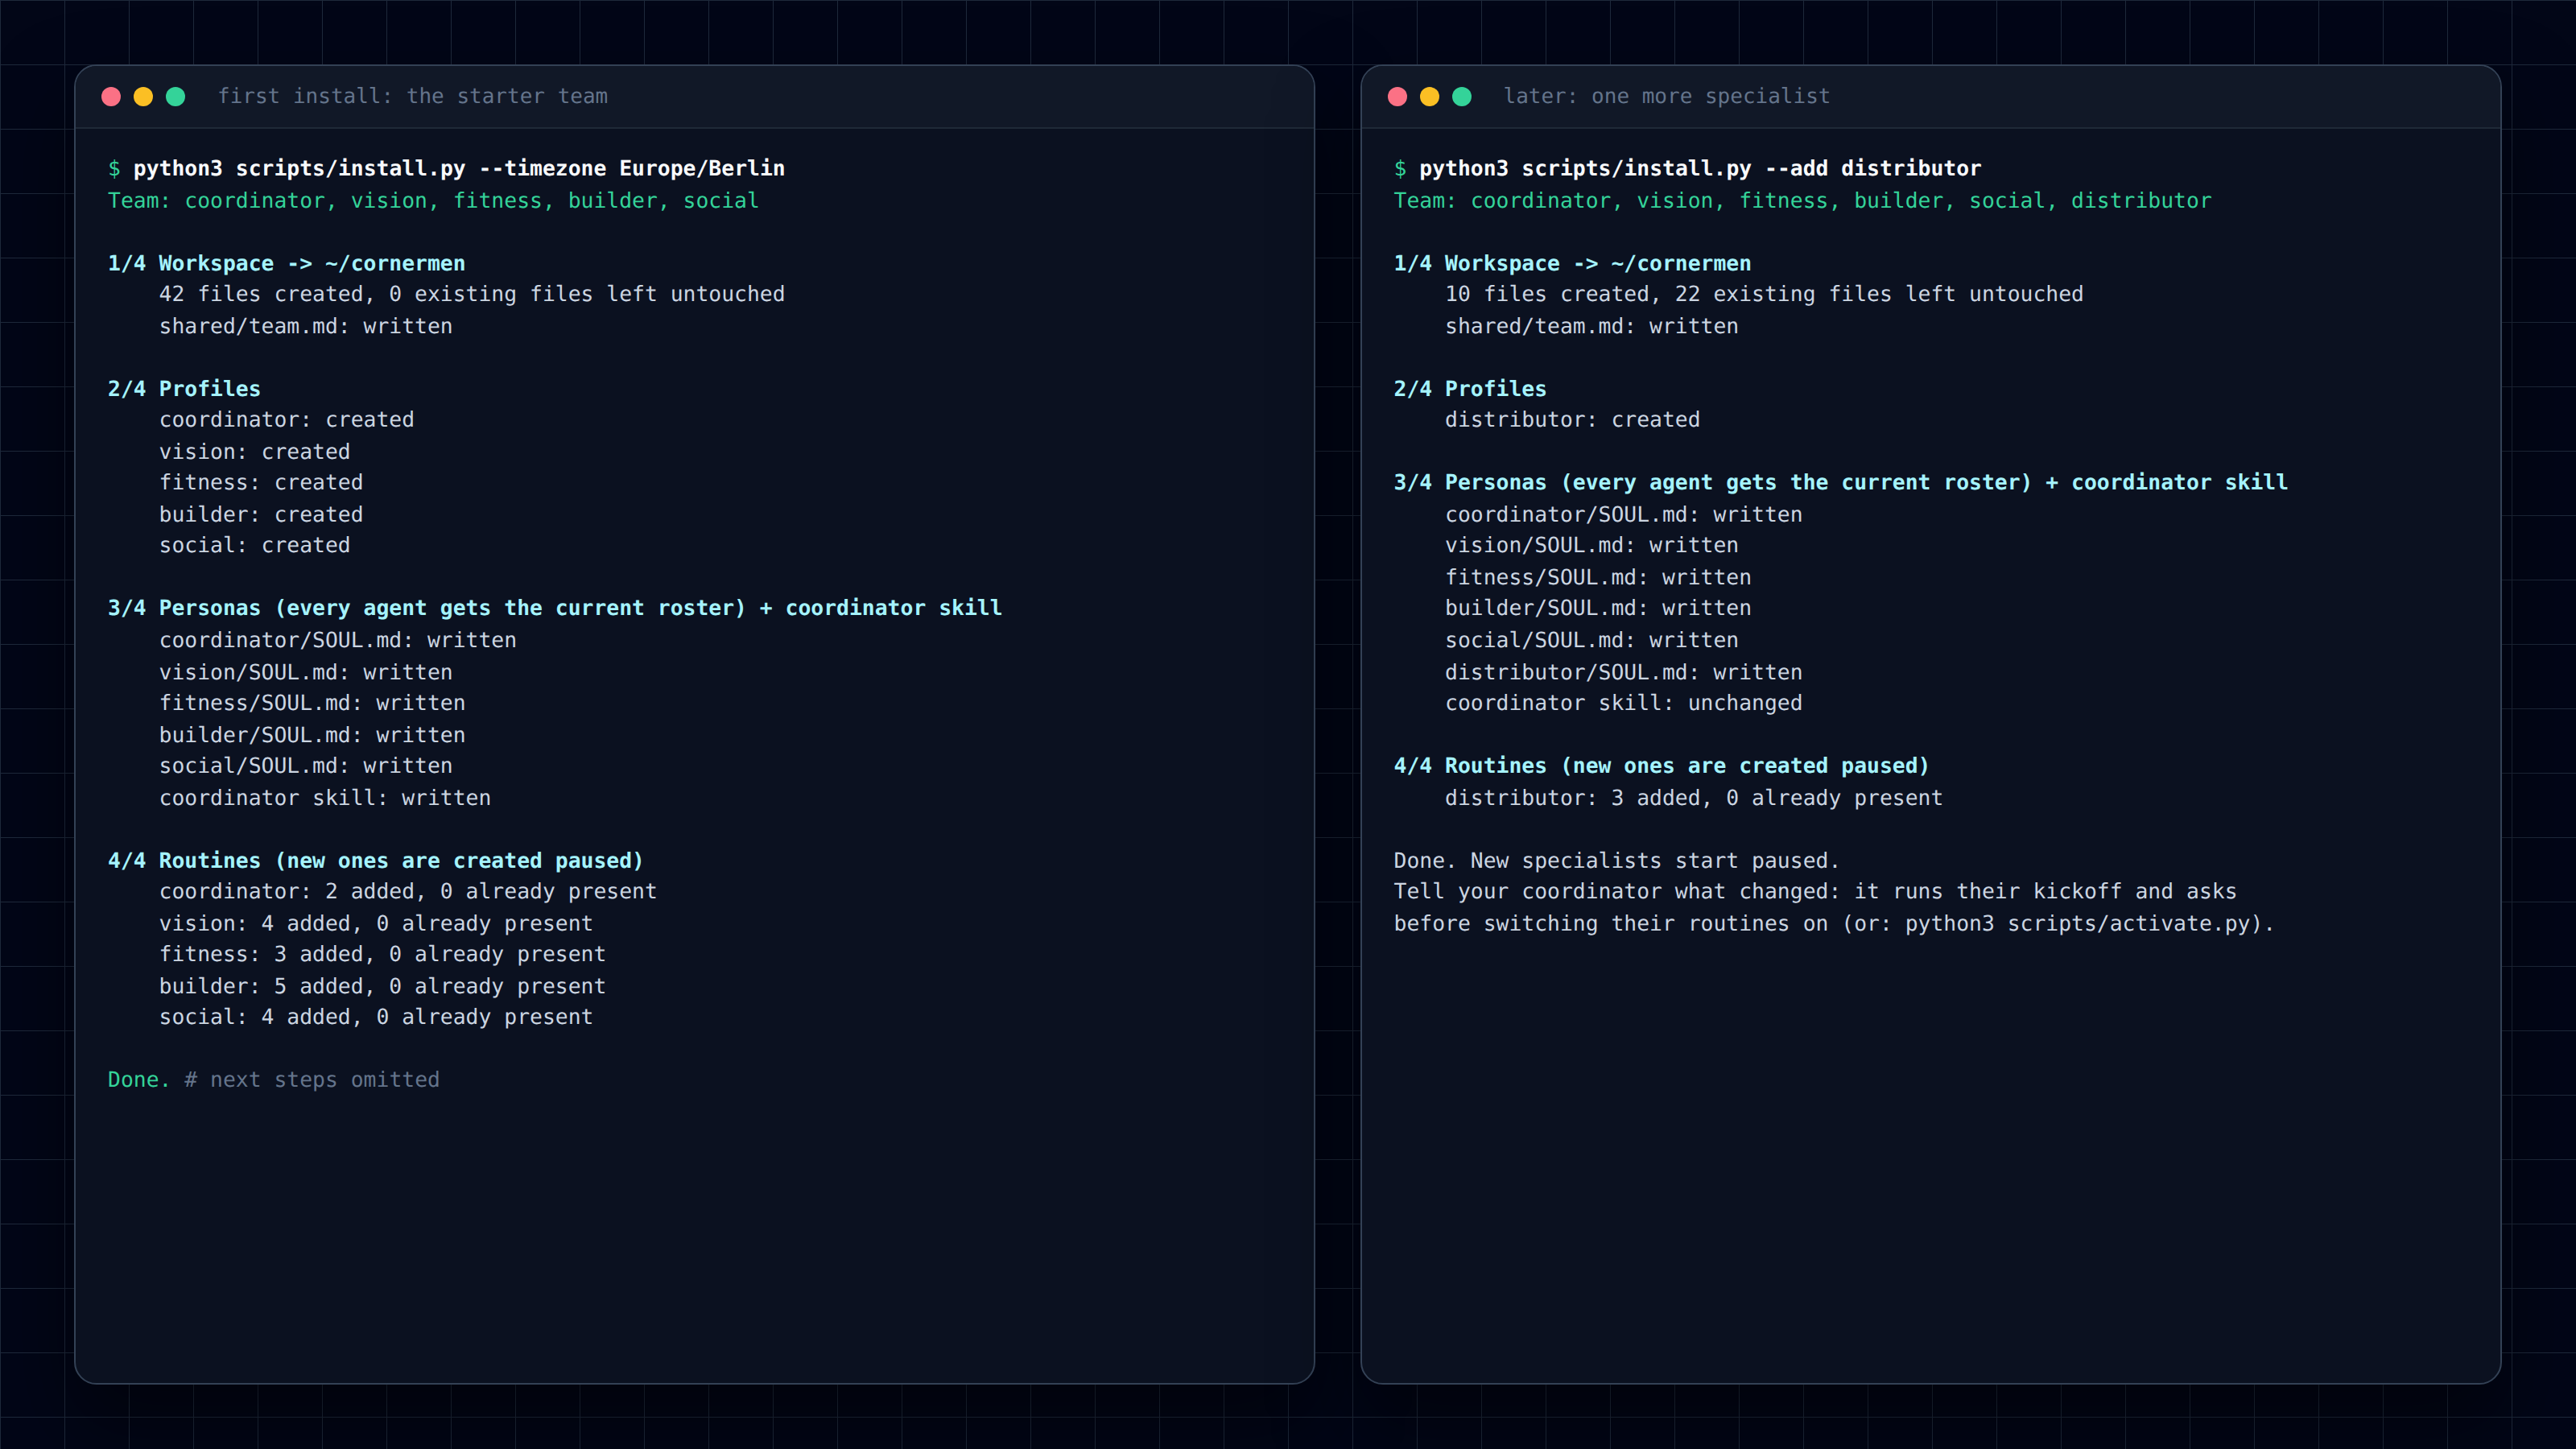 first install: the starter team
$ python3 scripts/install.py --timezone Europe/Berlin
Team: coordinator, vision, fitness, builder, social
1/4 Workspace -> ~/cornermen
42 files created, 0 existing files left untouched
shared/team.md: written
2/4 Profiles
coordinator: created
vision: created
fitness: created
builder: created
social: created
3/4 Personas (every agent gets the current roster) + coordinator skill
coordinator/SOUL.md: written
vision/SOUL.md: written
fitness/SOUL.md: written
builder/SOUL.md: written
social/SOUL.md: written
coordinator skill: written
4/4 Routines (new ones are created paused)
coordinator: 2 added, 0 already present
vision: 4 added, 0 already present
fitness: 3 added, 0 already present
builder: 5 added, 0 already present
social: 4 added, 0 already present
Done. # next steps omitted
later: one more specialist
$ python3 scripts/install.py --add distributor
Team: coordinator, vision, fitness, builder, social, distributor
1/4 Workspace -> ~/cornermen
10 files created, 22 existing files left untouched
shared/team.md: written
2/4 Profiles
distributor: created
3/4 Personas (every agent gets the current roster) + coordinator skill
coordinator/SOUL.md: written
vision/SOUL.md: written
fitness/SOUL.md: written
builder/SOUL.md: written
social/SOUL.md: written
distributor/SOUL.md: written
coordinator skill: unchanged
4/4 Routines (new ones are created paused)
distributor: 3 added, 0 already present
Done. New specialists start paused.
Tell your coordinator what changed: it runs their kickoff and asks
before switching their routines on (or: python3 scripts/activate.py).